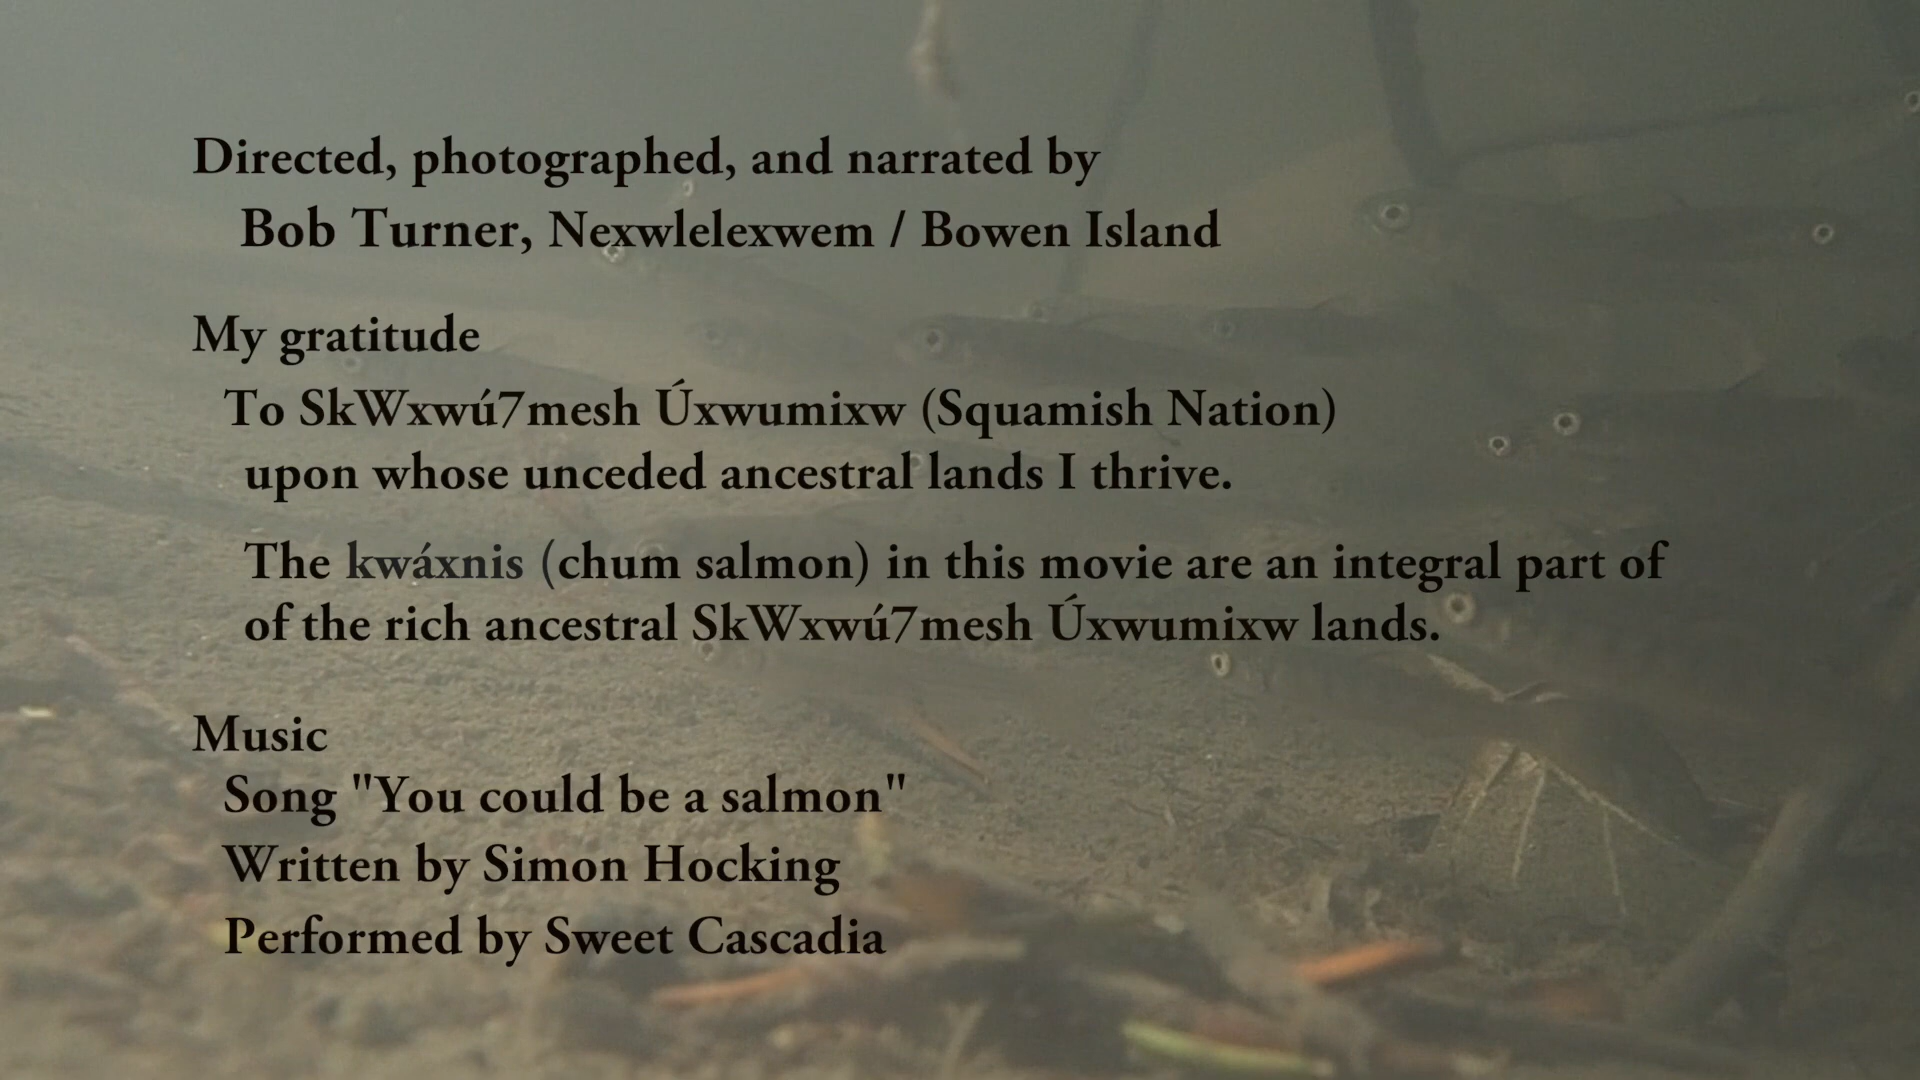 Directed, photographed, and narrated by
Bob Turner, Nexwlelexwem / Bowen Island
My gratitude
To SkWxwú7mesh Úxwumixw (Squamish Nation)
upon whose unceded ancestral lands I thrive.
The kwáxnis (chum salmon) in this movie are an integral part of
of the rich ancestral SkWxwú7mesh Úxwumixw lands.
Music
Song "You could be a salmon"
Written by Simon Hocking
Performed by Sweet Cascadia